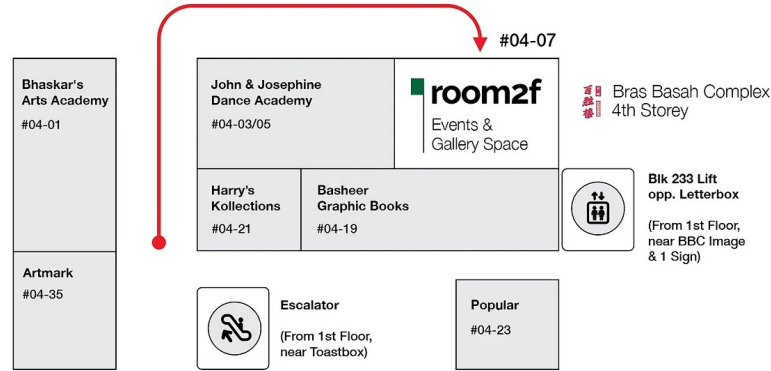 #04-07
Bhaskar's
Arts Academy
#04-01
John & Josephine
Dance Academy
#04-03/05
room2f
Events &
Gallery Space
百勝楼
Bras Basah Complex
4th Storey
Harry's
Kollections
#04-21
Basheer
Graphic Books
#04-19
Blk 233 Lift
opp. Letterbox
(From 1st Floor,
near BBC Image
& 1 Sign)
Artmark
#04-35
Escalator
(From 1st Floor,
near Toastbox)
Popular
#04-23